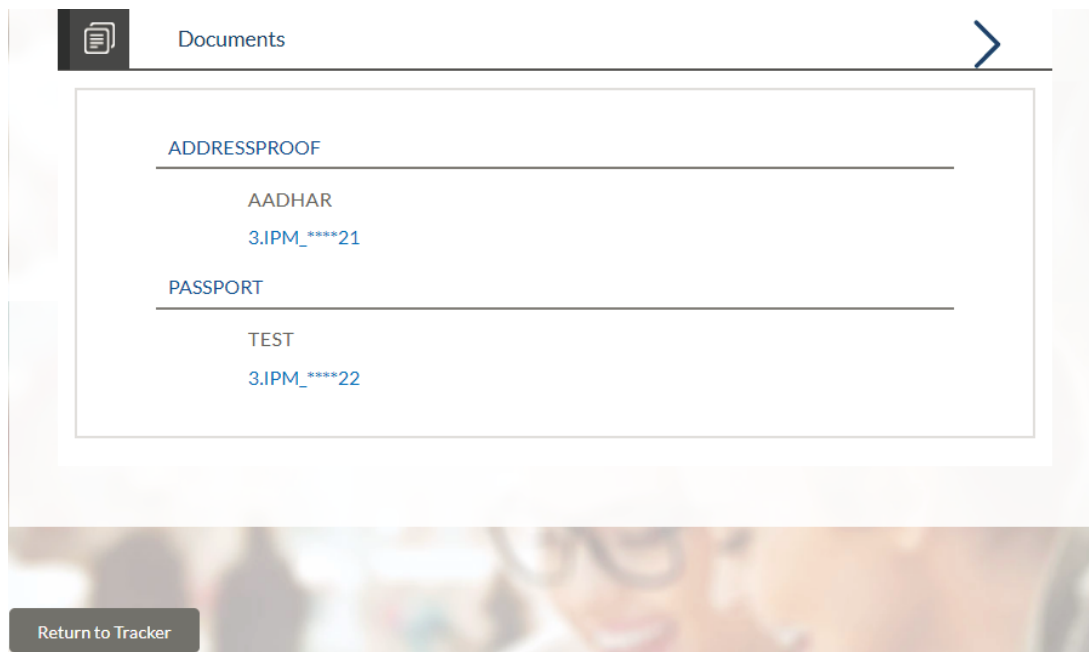 Documents
ADDRESSPROOF
AADHAR
3.IPM_****21
PASSPORT
TEST
3.IPM_****22
Return to Tracker